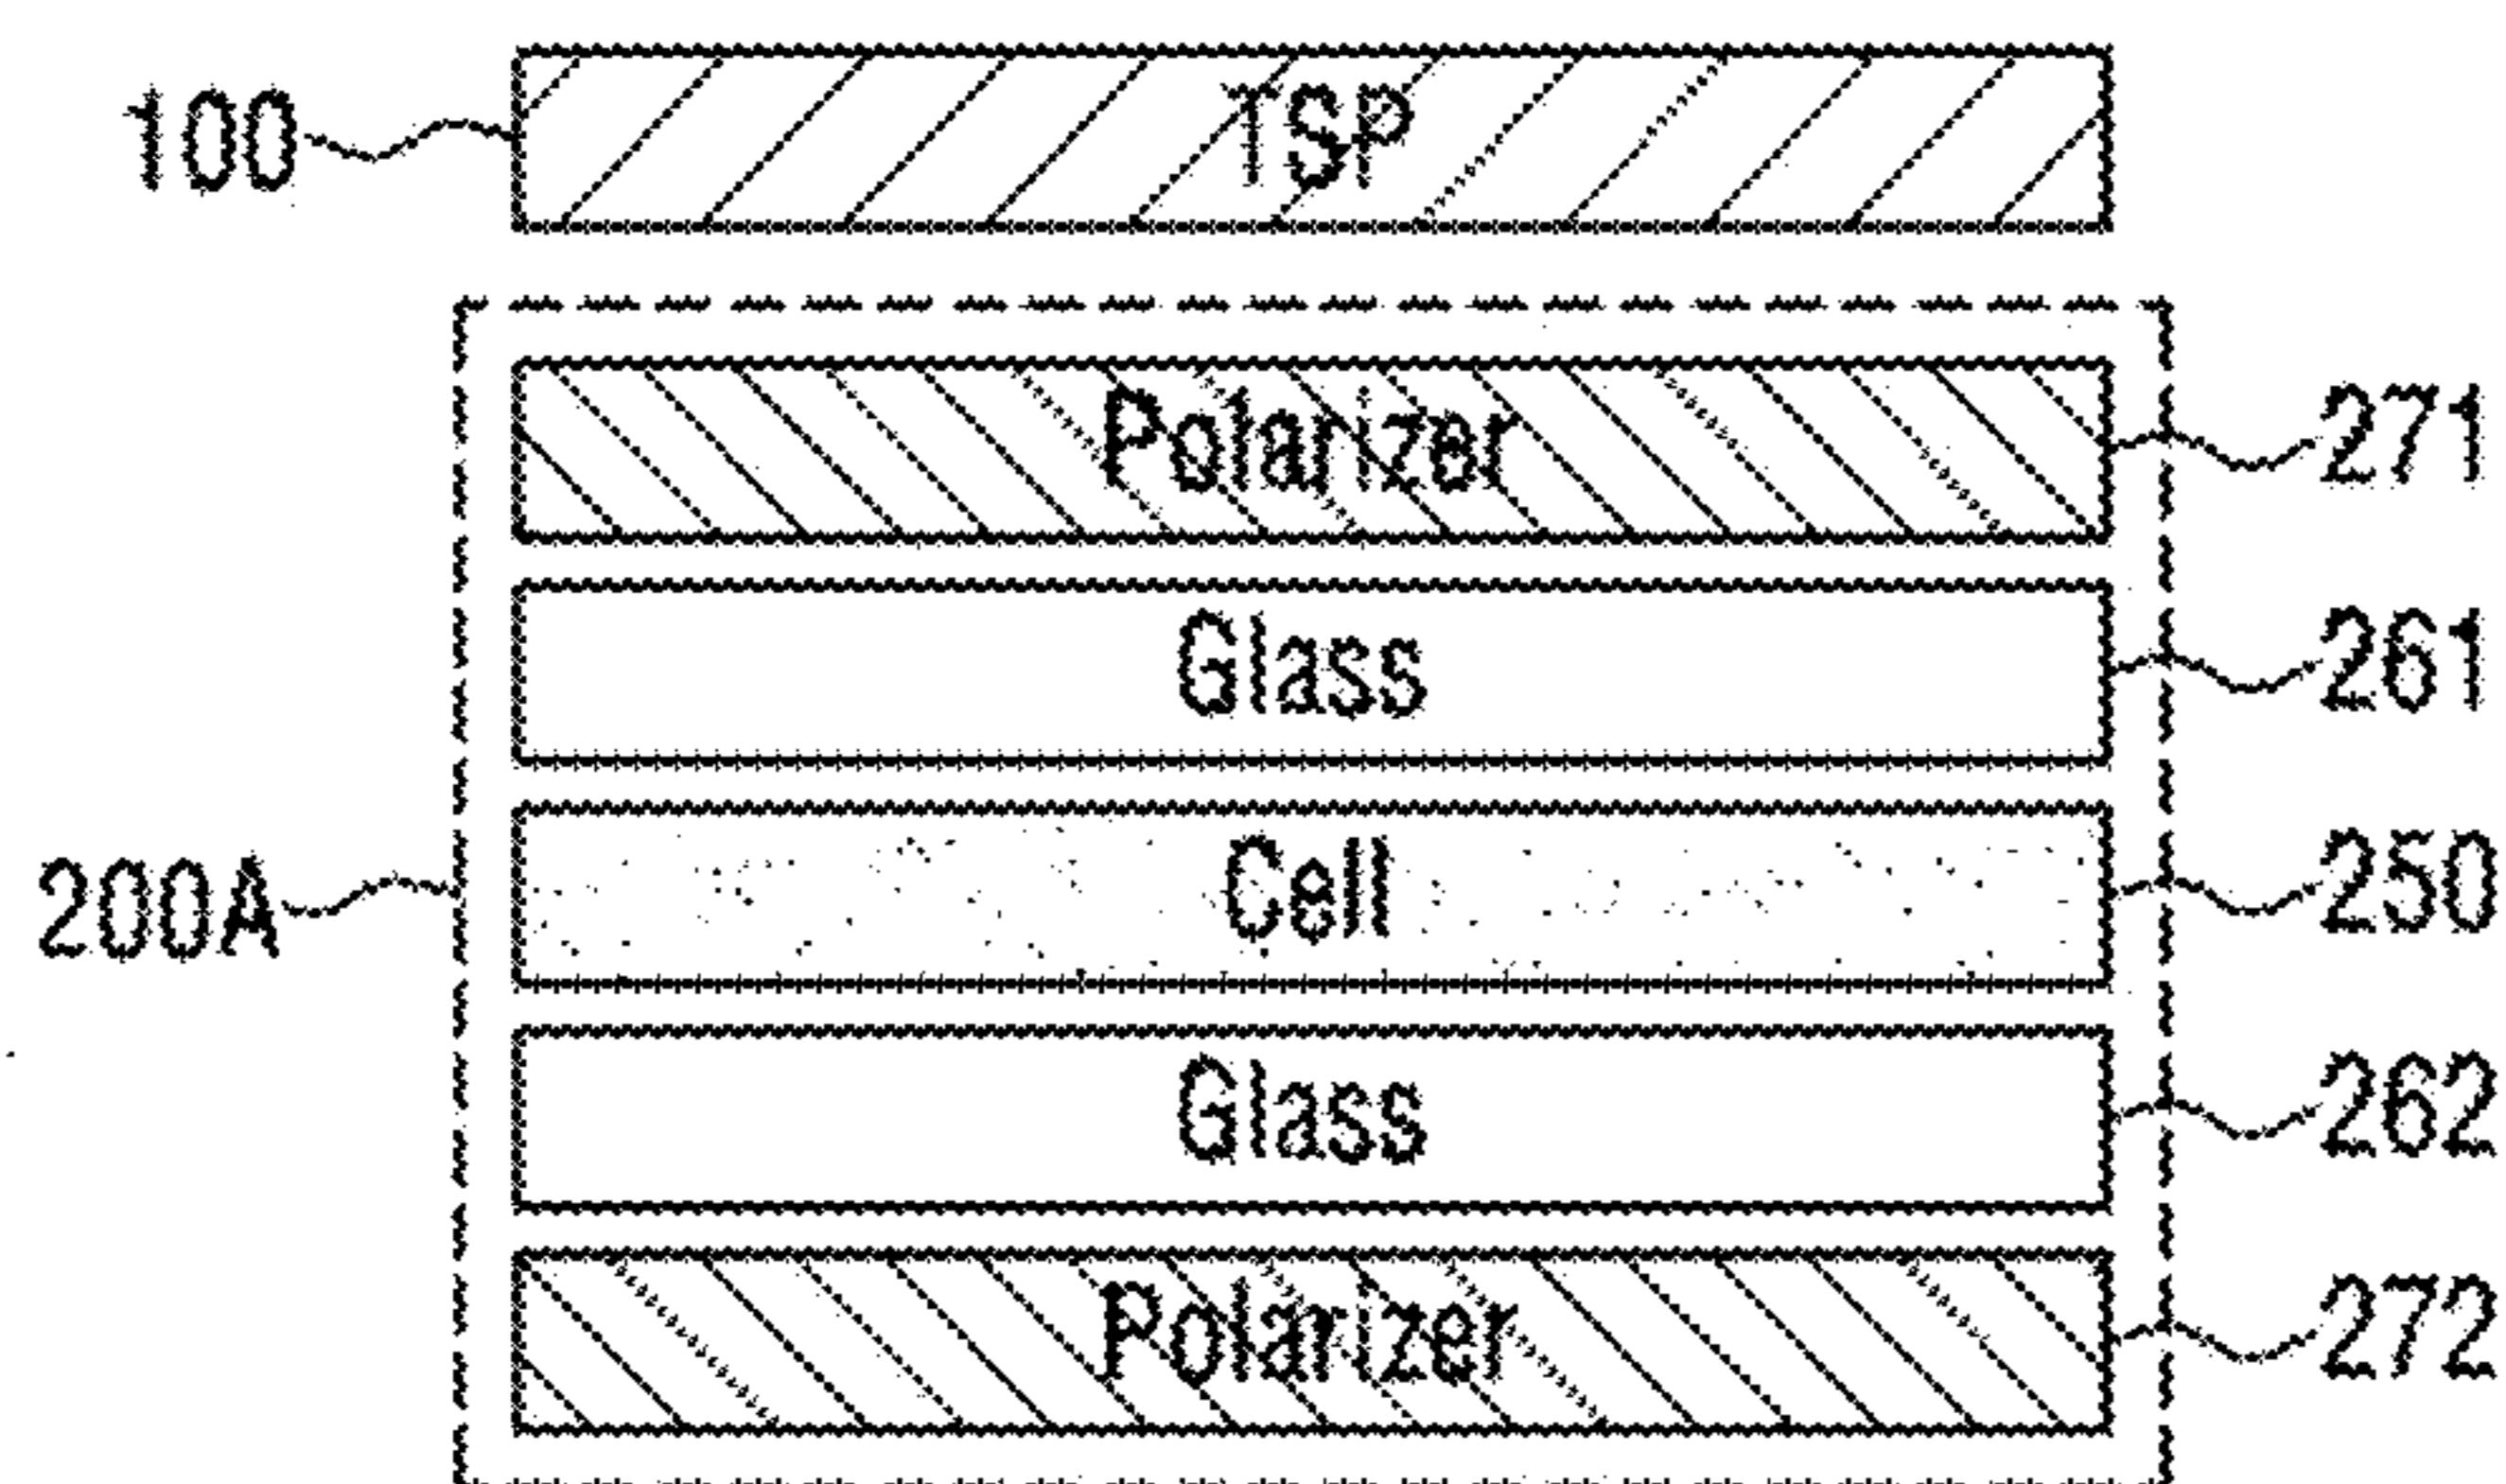 100 TSP
Polarizer 271
Glass 261
200A Cell 250
Glass 262
Polarizer 272